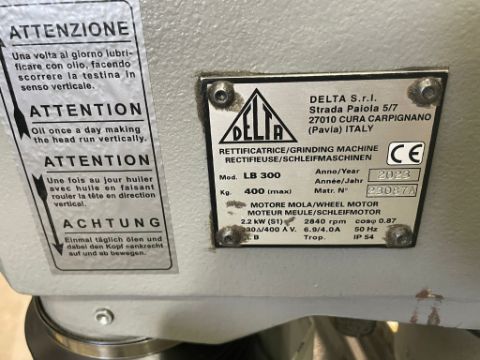 ATTENZIONE
Una volta al giorno lubri-
ficare con olio, facendo
scorrere la testina in
senso verticale.
ATTENTION
Oil once a day making
the head run vertically.
ATTENTION
Une fois au jour huiler
avec huile en faisant
rouler la tête en direction
vertical.
ACHTUNG
Einmal täglich ölen und
dabei den Kopf senkrecht
auf und ab bewegen.
DELTA
DELTA S.r.l.
Strada Paiola 5/7
27010 CURA CARPIGNANO
(Pavia) ITALY
RETTIFICATRICE/GRINDING MACHINE
RECTIFIEUSE/SCHLEIFMASCHINEN
CE
Mod. LB 300 Anno/Year 2023
Année/Jahr
Kg. 400 (max) Matr. N°
MOTORE MOLA/WHEEL MOTOR
MOTEUR MEULE/SCHLEIFMOTOR
2.2 kW (S1) 2840 rpm cosφ 0.87
230Δ/400 V. 6.9/4.0A 50 Hz
B Trop. IP 54